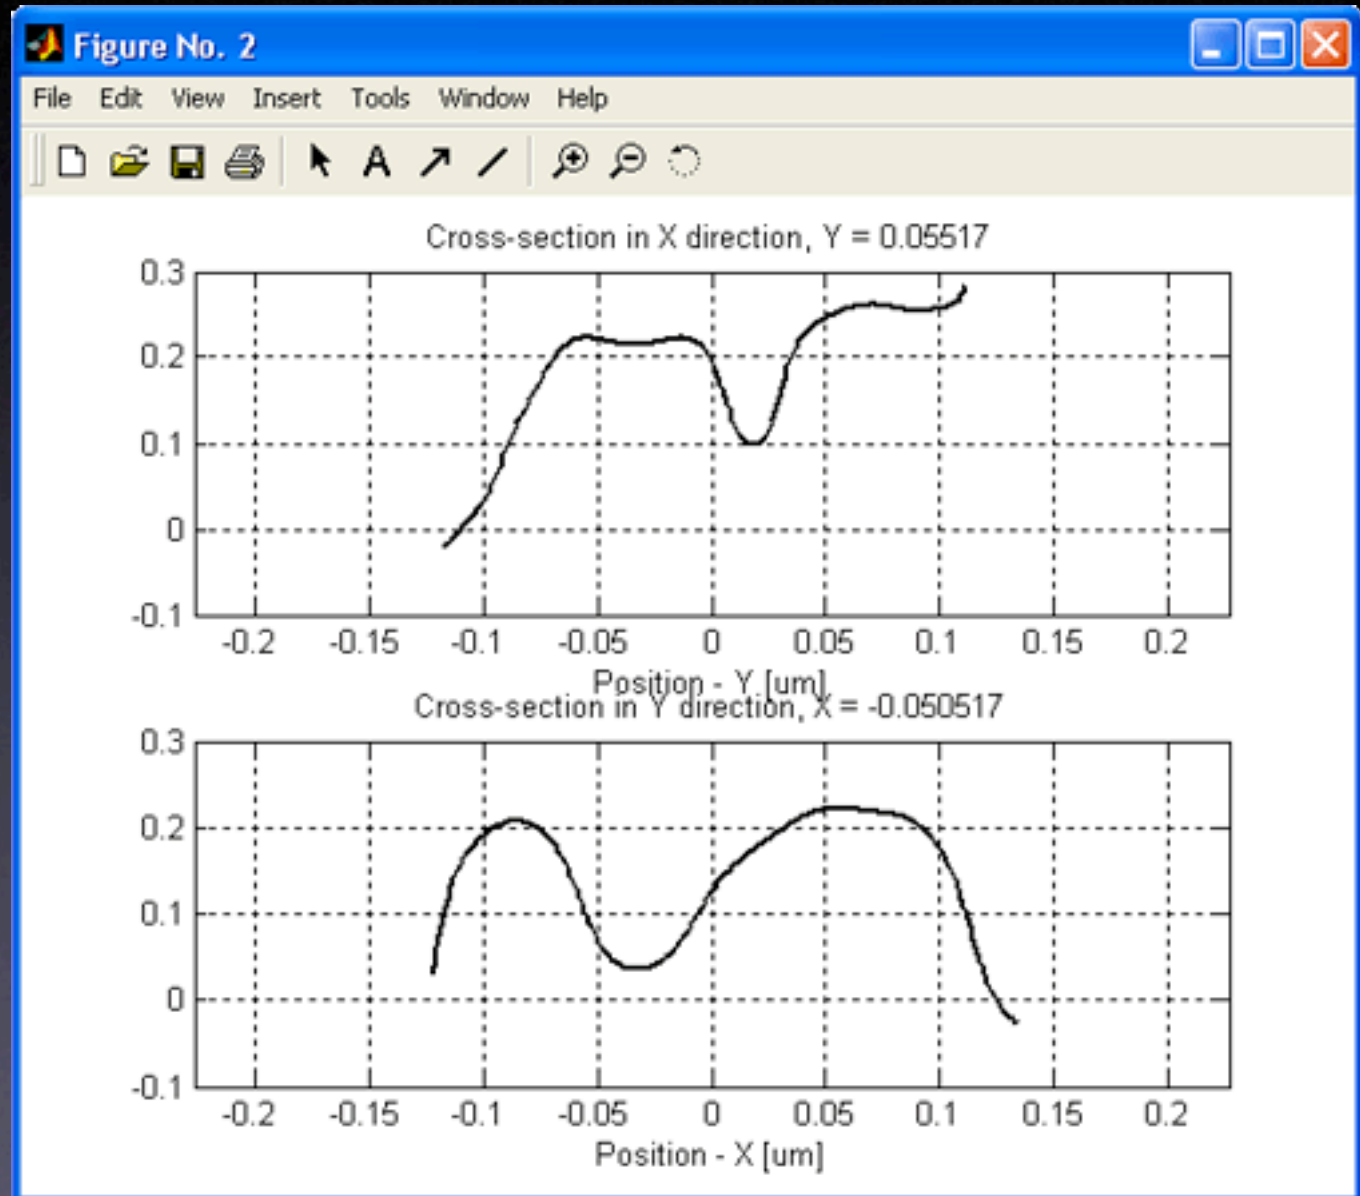 Figure No. 2
File Edit View Insert Tools Window Help
A
Cross-section in X direction, Y = 0.05517
0.3
0.2
0.1
0
-0.1
-0.2 -0.15 -0.1 -0.05 0 0.05 0.1 0.15 0.2
Position - Y [um]
Cross-section in Y direction, X = -0.050517
0.3
0.2
0.1
0
-0.1
-0.2 -0.15 -0.1 -0.05 0 0.05 0.1 0.15 0.2
Position - X [um]